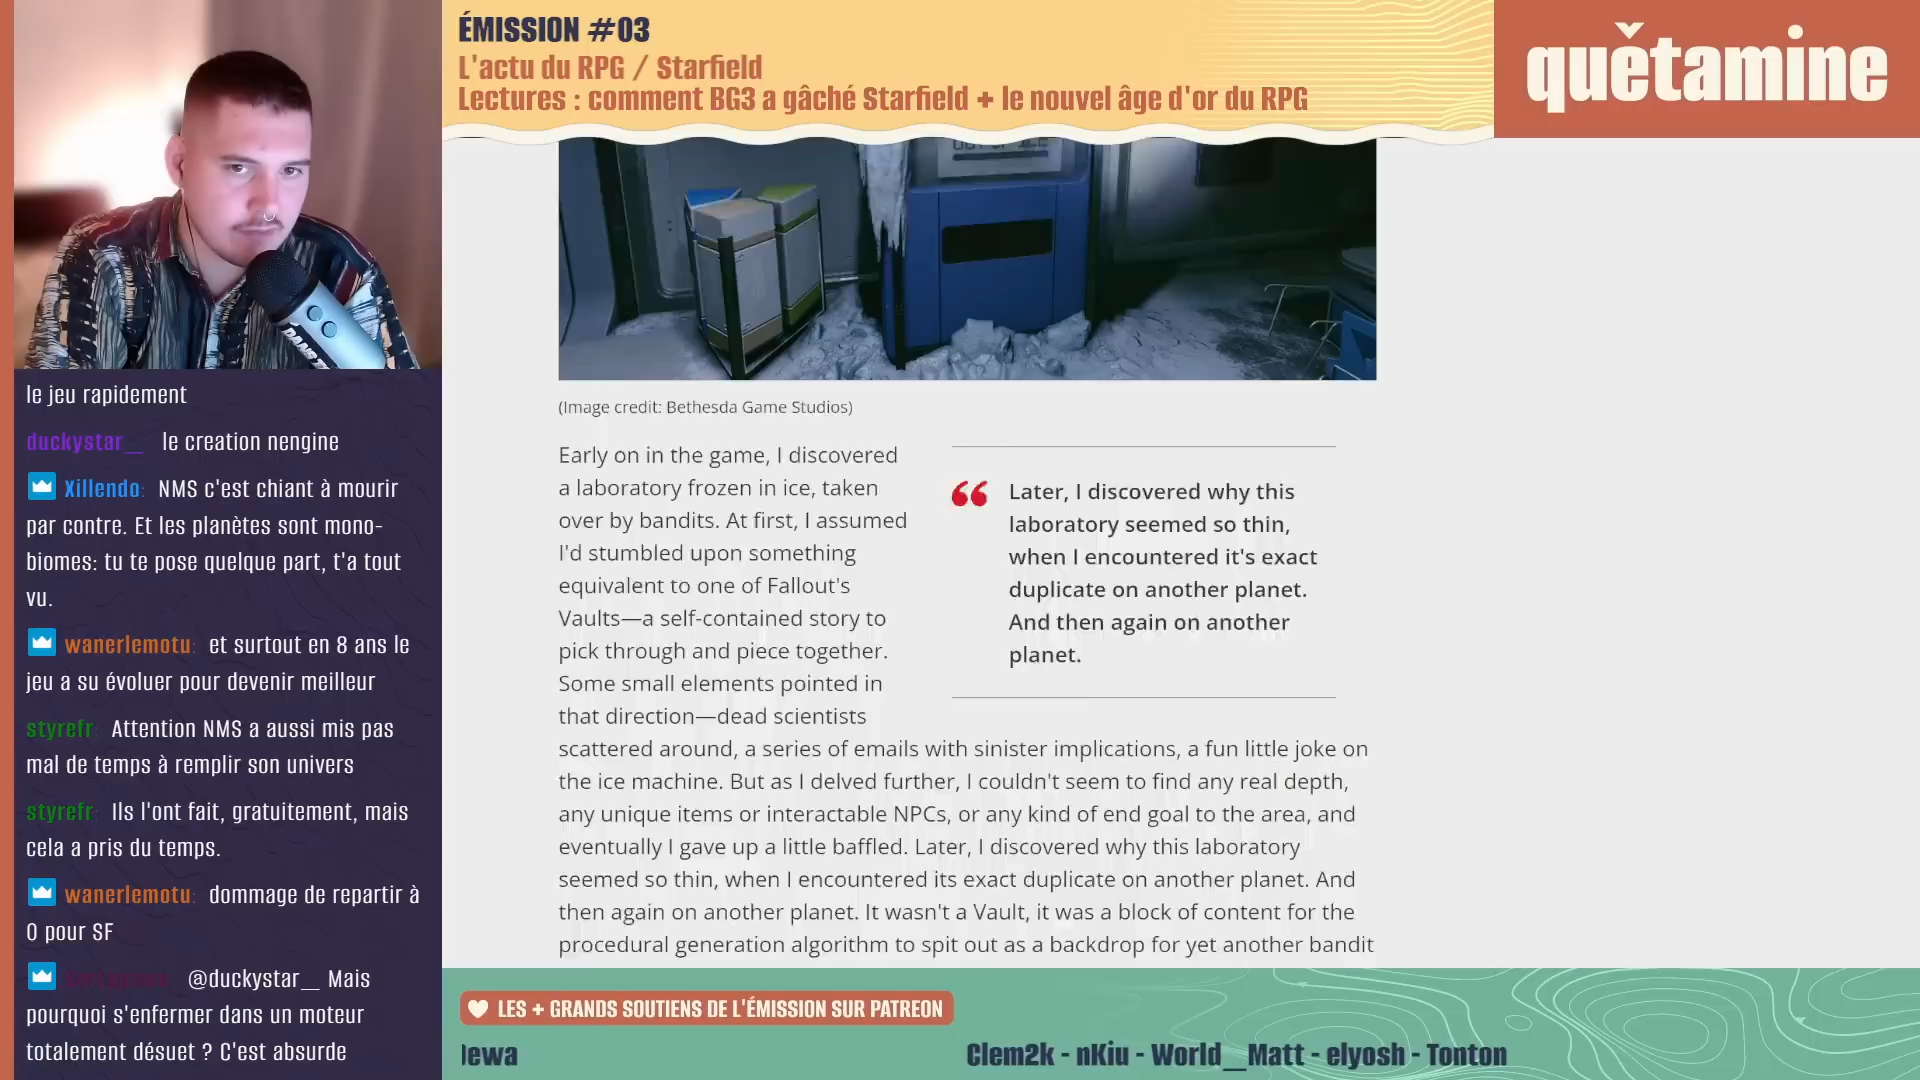 ÉMISSION #03
L'actu du RPG / Starfield
Lectures : comment BG3 a gâché Starfield + le nouvel âge d'or du RPG
quětamine
le jeu rapidement
duckystar_ le creation nengine
Xillendo: NMS c'est chiant à mourir
par contre. Et les planètes sont mono-
biomes: tu te pose quelque part, t'a tout
vu.
wanerlemotu: et surtout en 8 ans le
jeu a su évoluer pour devenir meilleur
styrefr: Attention NMS a aussi mis pas
mal de temps à remplir son univers
styrefr: Ils l'ont fait, gratuitement, mais
cela a pris du temps.
wanerlemotu: dommage de repartir à
0 pour SF
@duckystar_ Mais
pourquoi s'enfermer dans un moteur
totalement désuet ? C'est absurde
(Image credit: Bethesda Game Studios)
Early on in the game, I discovered
a laboratory frozen in ice, taken
over by bandits. At first, I assumed
I'd stumbled upon something
equivalent to one of Fallout's
Vaults—a self-contained story to
pick through and piece together.
Some small elements pointed in
that direction—dead scientists
scattered around, a series of emails with sinister implications, a fun little joke on
the ice machine. But as I delved further, I couldn't seem to find any real depth,
any unique items or interactable NPCs, or any kind of end goal to the area, and
eventually I gave up a little baffled. Later, I discovered why this laboratory
seemed so thin, when I encountered its exact duplicate on another planet. And
then again on another planet. It wasn't a Vault, it was a block of content for the
procedural generation algorithm to spit out as a backdrop for yet another bandit
“ Later, I discovered why this
laboratory seemed so thin,
when I encountered it's exact
duplicate on another planet.
And then again on another
planet.
LES + GRANDS SOUTIENS DE L'ÉMISSION SUR PATREON
Clem2k - nKiu - World_Matt - elyosh - Tonton